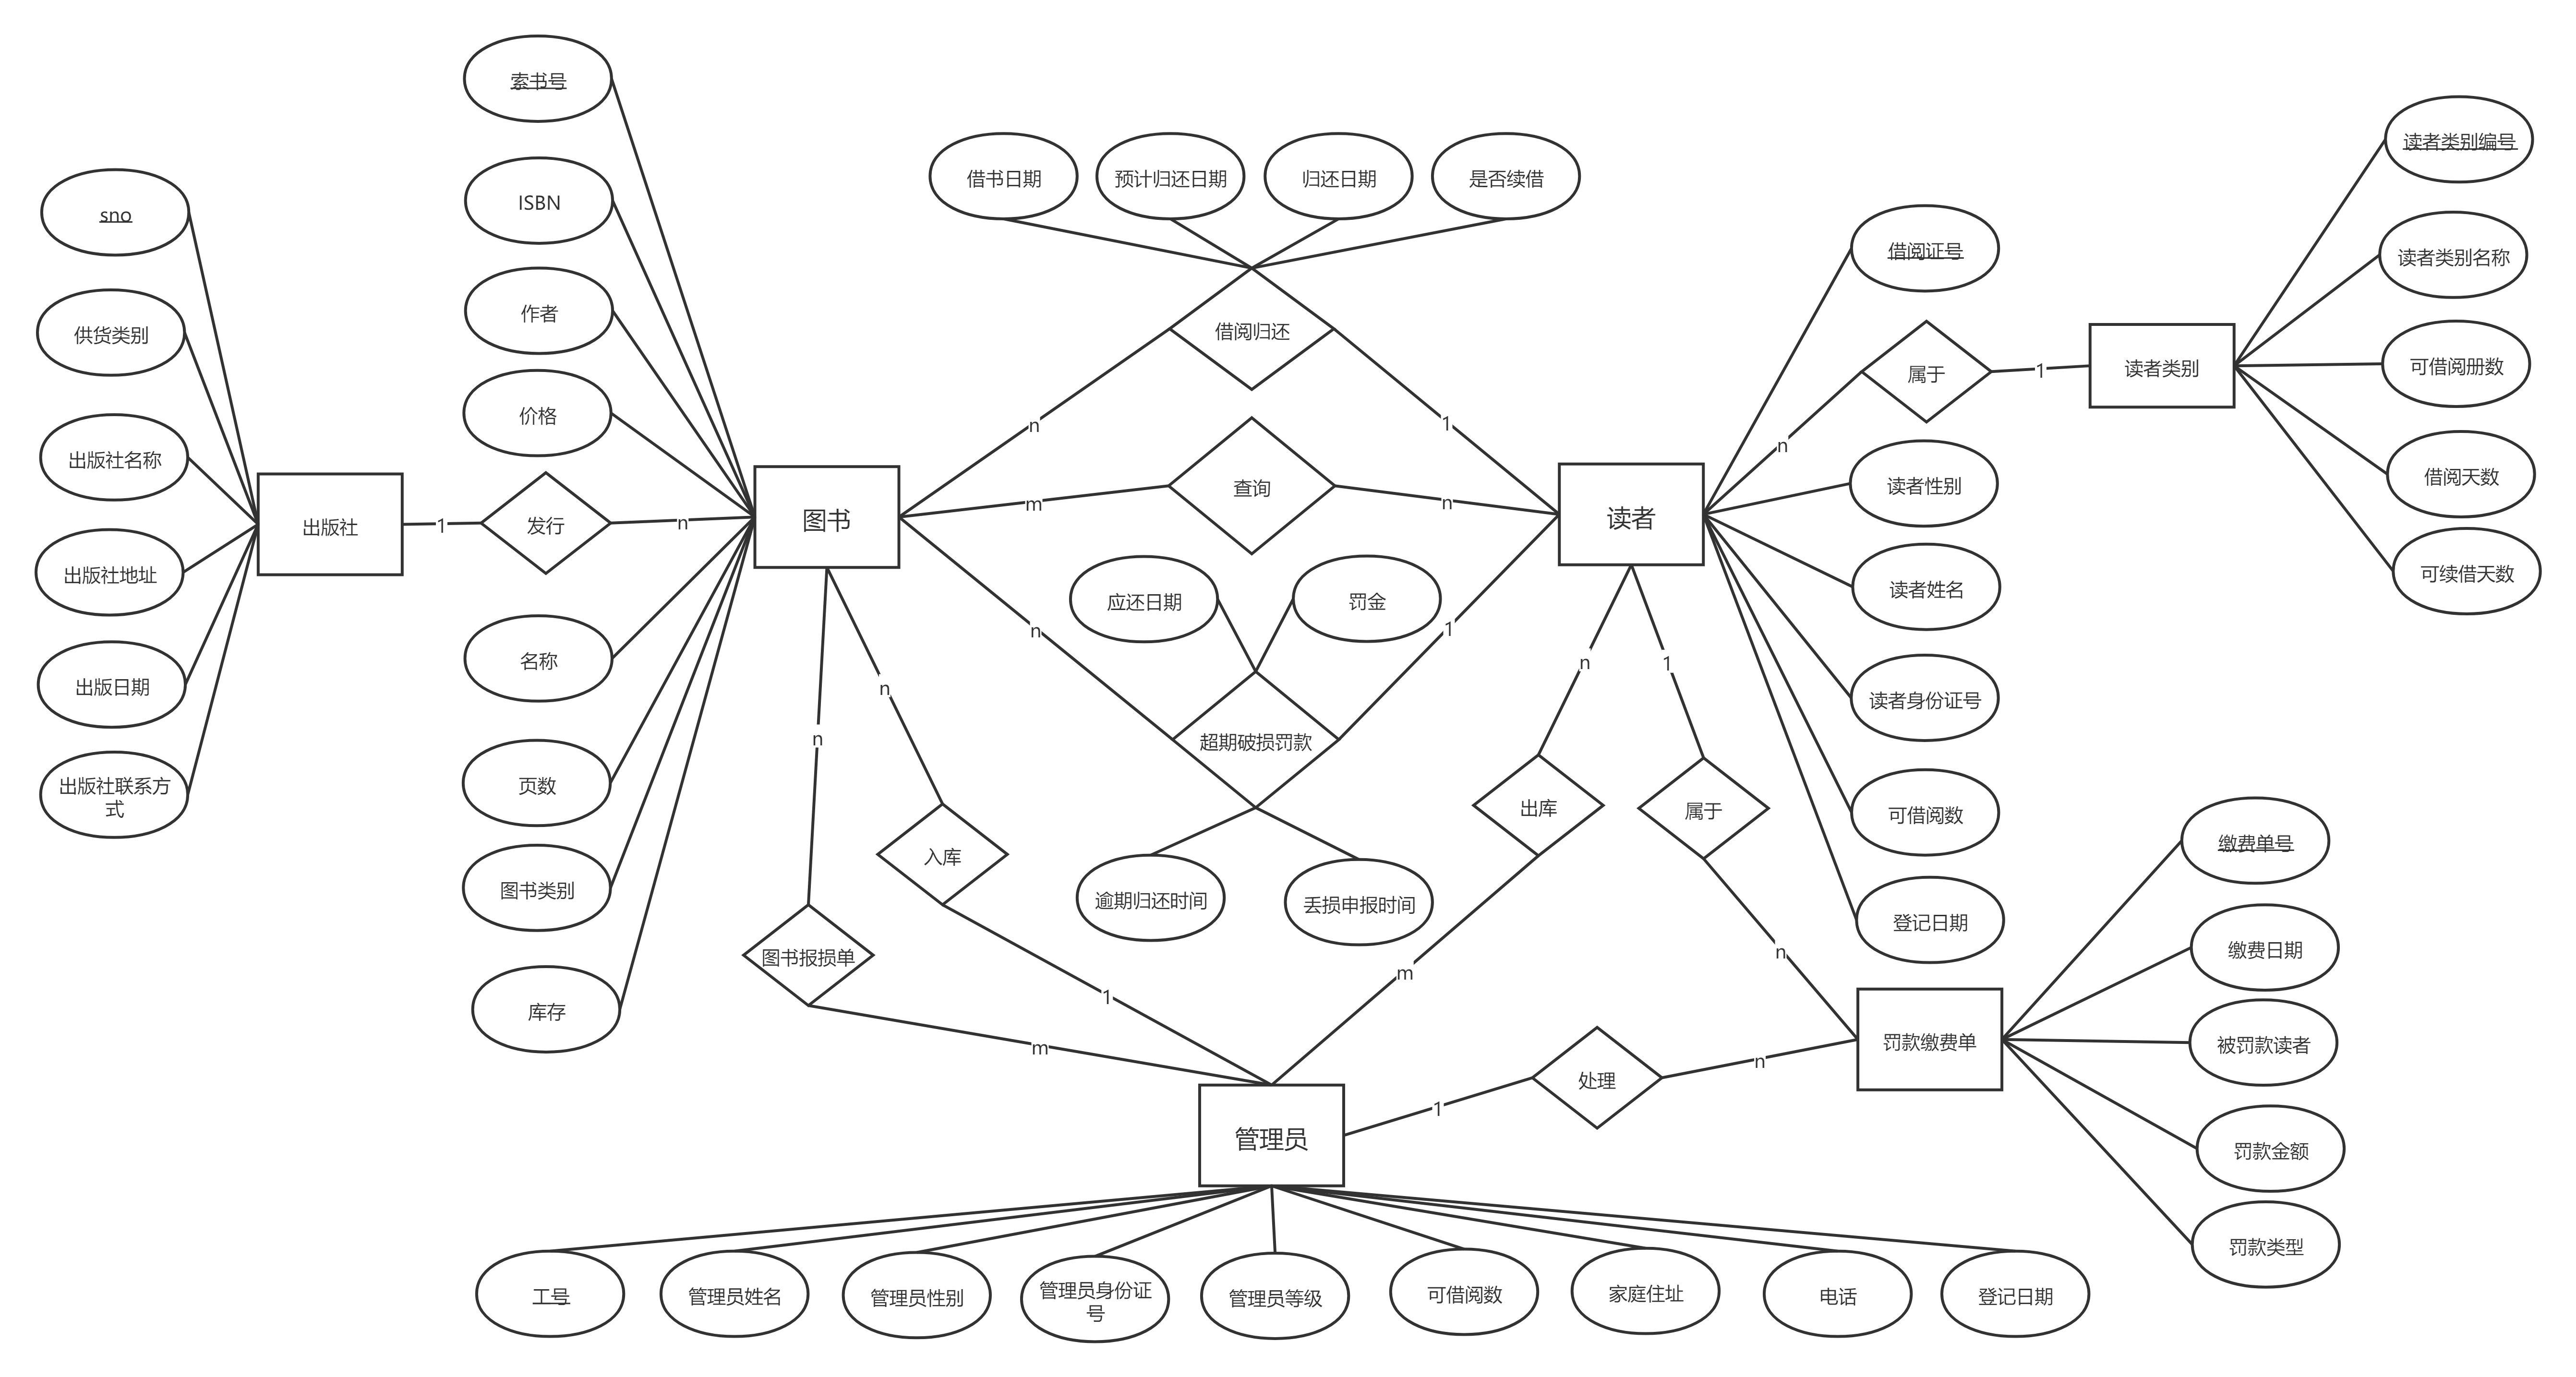 索书号
ISBN
作者
价格
名称
页数
图书类别
库存
sno
供货类别
出版社名称
出版社地址
出版日期
出版社联系方
式
出版社
1
发行
n
图书
借书日期
预计归还日期
归还日期
是否续借
借阅归还
n
1
查询
m
n
应还日期
罚金
n
1
超期破损罚款
逾期归还时间
丢损申报时间
读者
借阅证号
属于
n
1
读者类别
读者类别编号
读者类别名称
可借阅册数
借阅天数
可续借天数
读者性别
读者姓名
读者身份证号
可借阅数
登记日期
n
图书报损单
m
n
入库
1
n
出库
m
1
属于
n
罚款缴费单
缴费单号
缴费日期
被罚款读者
罚款金额
罚款类型
管理员
1
处理
n
工号
管理员姓名
管理员性别
管理员身份证
号
管理员等级
可借阅数
家庭住址
电话
登记日期